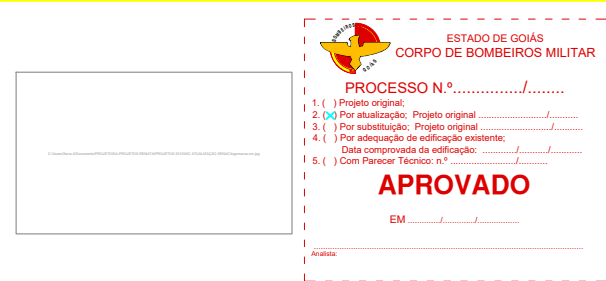 BOMBEIROS
GOIÁS
ESTADO DE GOIÁS
CORPO DE BOMBEIROS MILITAR
PROCESSO N.º.............../........
1. ( ) Projeto original;
2. (X) Por atualização; Projeto original ........................./...........
3. ( ) Por substituição; Projeto original ........................../...........
4. ( ) Por adequação de edificação existente;
Data comprovada da edificação: ............/.........../...........
5. ( ) Com Parecer Técnico: n.º ......................../...........
APROVADO
EM ............./............./.................
Analista: